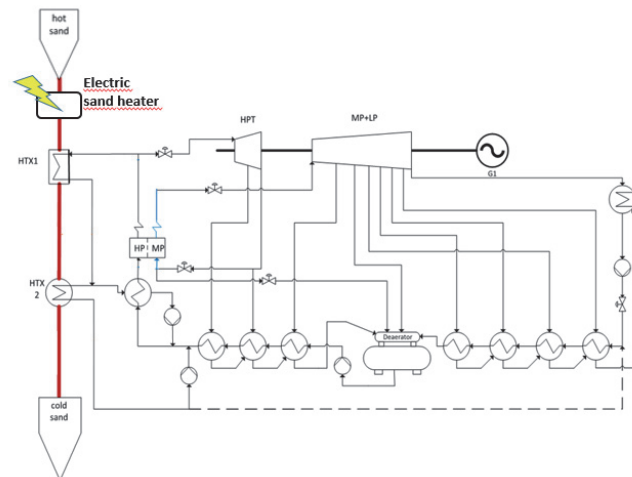 hot
sand
Electric
sand heater
HTX1
HPT
MP+LP
G1
HP
MP
HTX
2
Deaerator
cold
sand